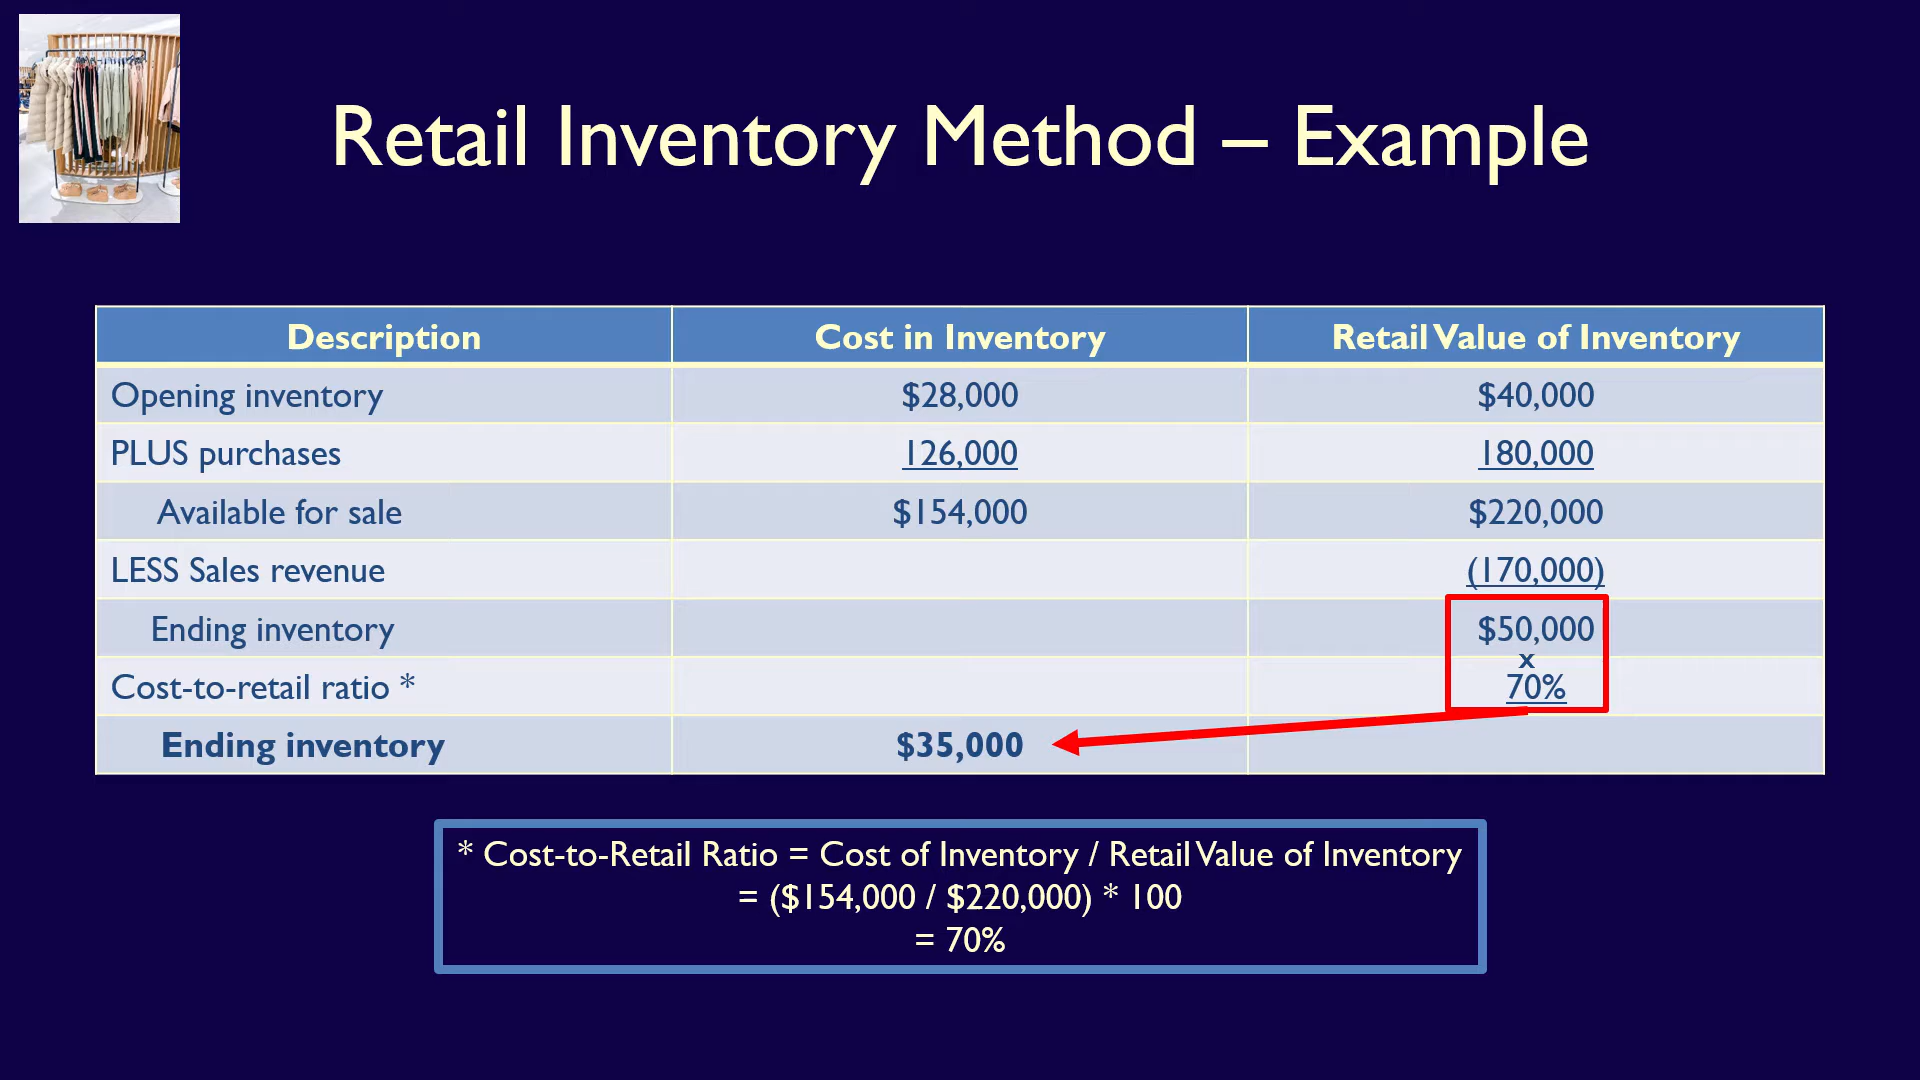 Retail Inventory Method – Example
Description Cost in Inventory Retail Value of Inventory
Opening inventory $28,000 $40,000
PLUS purchases 126,000 180,000
Available for sale $154,000 $220,000
LESS Sales revenue (170,000)
Ending inventory $50,000
x
Cost-to-retail ratio * 70%
Ending inventory $35,000
* Cost-to-Retail Ratio = Cost of Inventory / Retail Value of Inventory
= ($154,000 / $220,000) * 100
= 70%